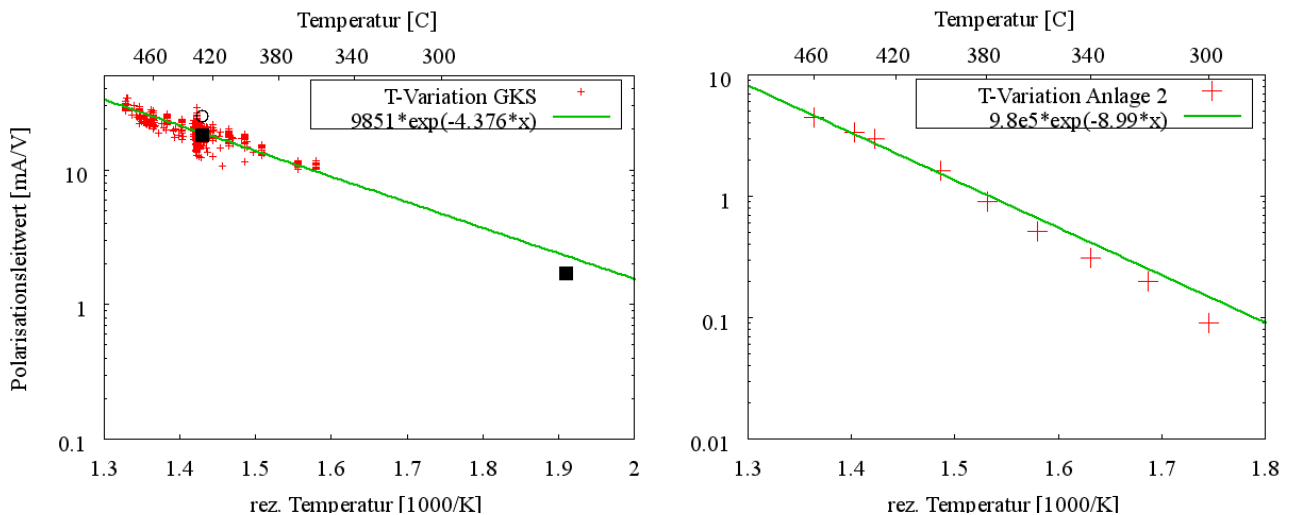 Temperatur [C]
460 420 380 340 300
T-Variation GKS
9851*exp(-4.376*x)
10
1
0.1
Polarisationsleitwert [mA/V]
1.3 1.4 1.5 1.6 1.7 1.8 1.9 2
rez. Temperatur [1000/K]
Temperatur [C]
460 420 380 340 300
T-Variation Anlage 2
9.8e5*exp(-8.99*x)
10
1
0.1
0.01
1.3 1.4 1.5 1.6 1.7 1.8
rez. Temperatur [1000/K]